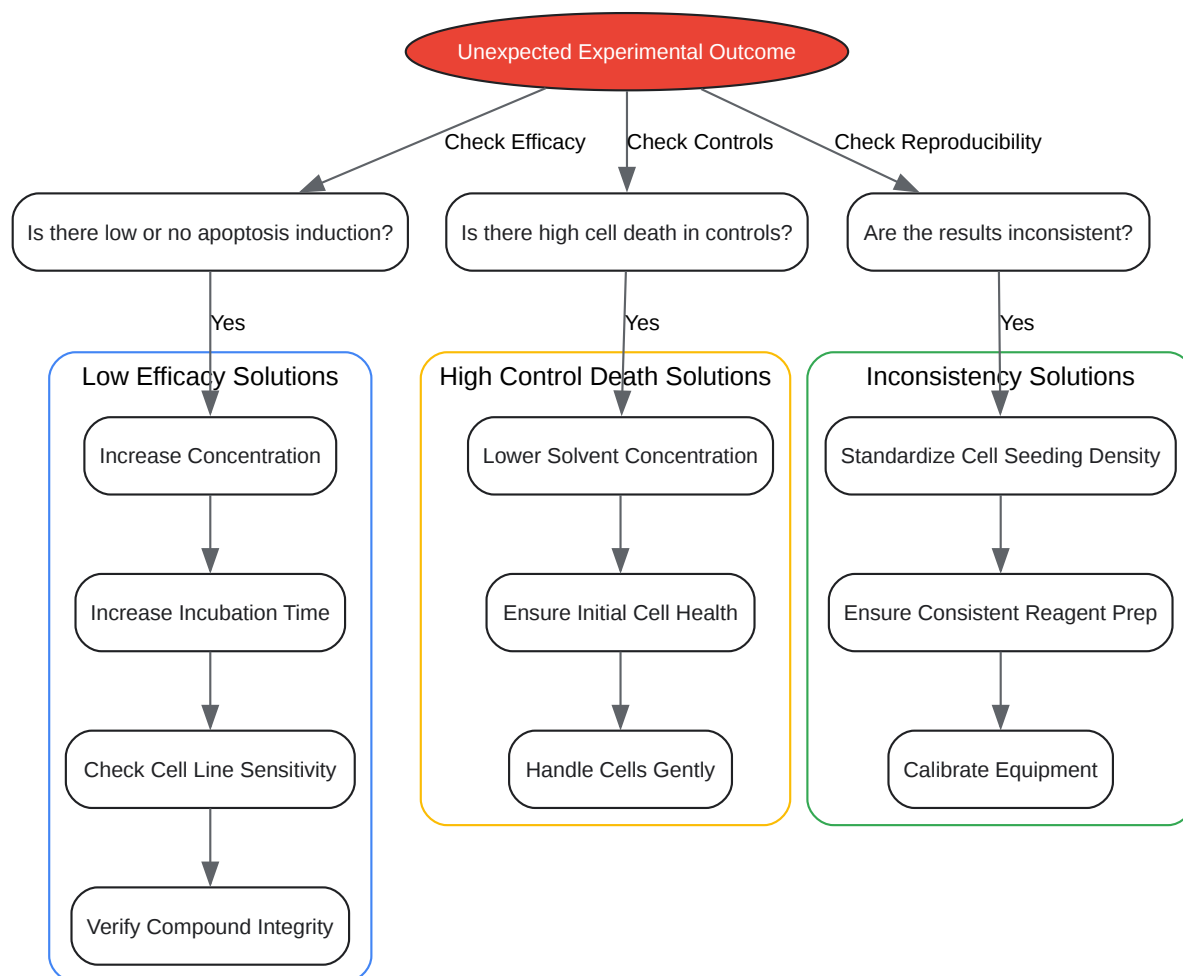 Unexpected Experimental Outcome
Check Efficacy
Check Controls
Check Reproducibility
Is there low or no apoptosis induction?
Is there high cell death in controls?
Are the results inconsistent?
Yes
Yes
Yes
Low Efficacy Solutions
High Control Death Solutions
Inconsistency Solutions
Increase Concentration
Lower Solvent Concentration
Standardize Cell Seeding Density
Increase Incubation Time
Ensure Initial Cell Health
Ensure Consistent Reagent Prep
Check Cell Line Sensitivity
Handle Cells Gently
Calibrate Equipment
Verify Compound Integrity